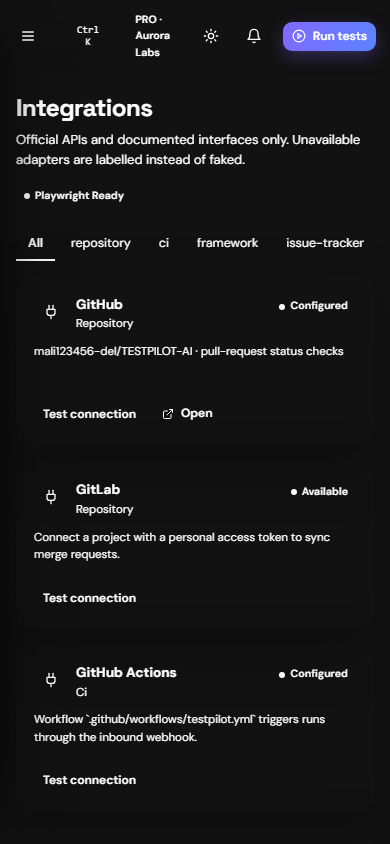 Ctrl
K
PRO ·
Aurora
Labs
Run tests
Integrations
Official APIs and documented interfaces only. Unavailable
adapters are labelled instead of faked.
Playwright Ready
All repository ci framework issue-tracker
GitHub
Configured
Repository
mali123456-del/TESTPILOT-AI · pull-request status checks
Test connection Open
GitLab
Available
Repository
Connect a project with a personal access token to sync
merge requests.
Test connection
GitHub Actions
Configured
Ci
Workflow `.github/workflows/testpilot.yml` triggers runs
through the inbound webhook.
Test connection